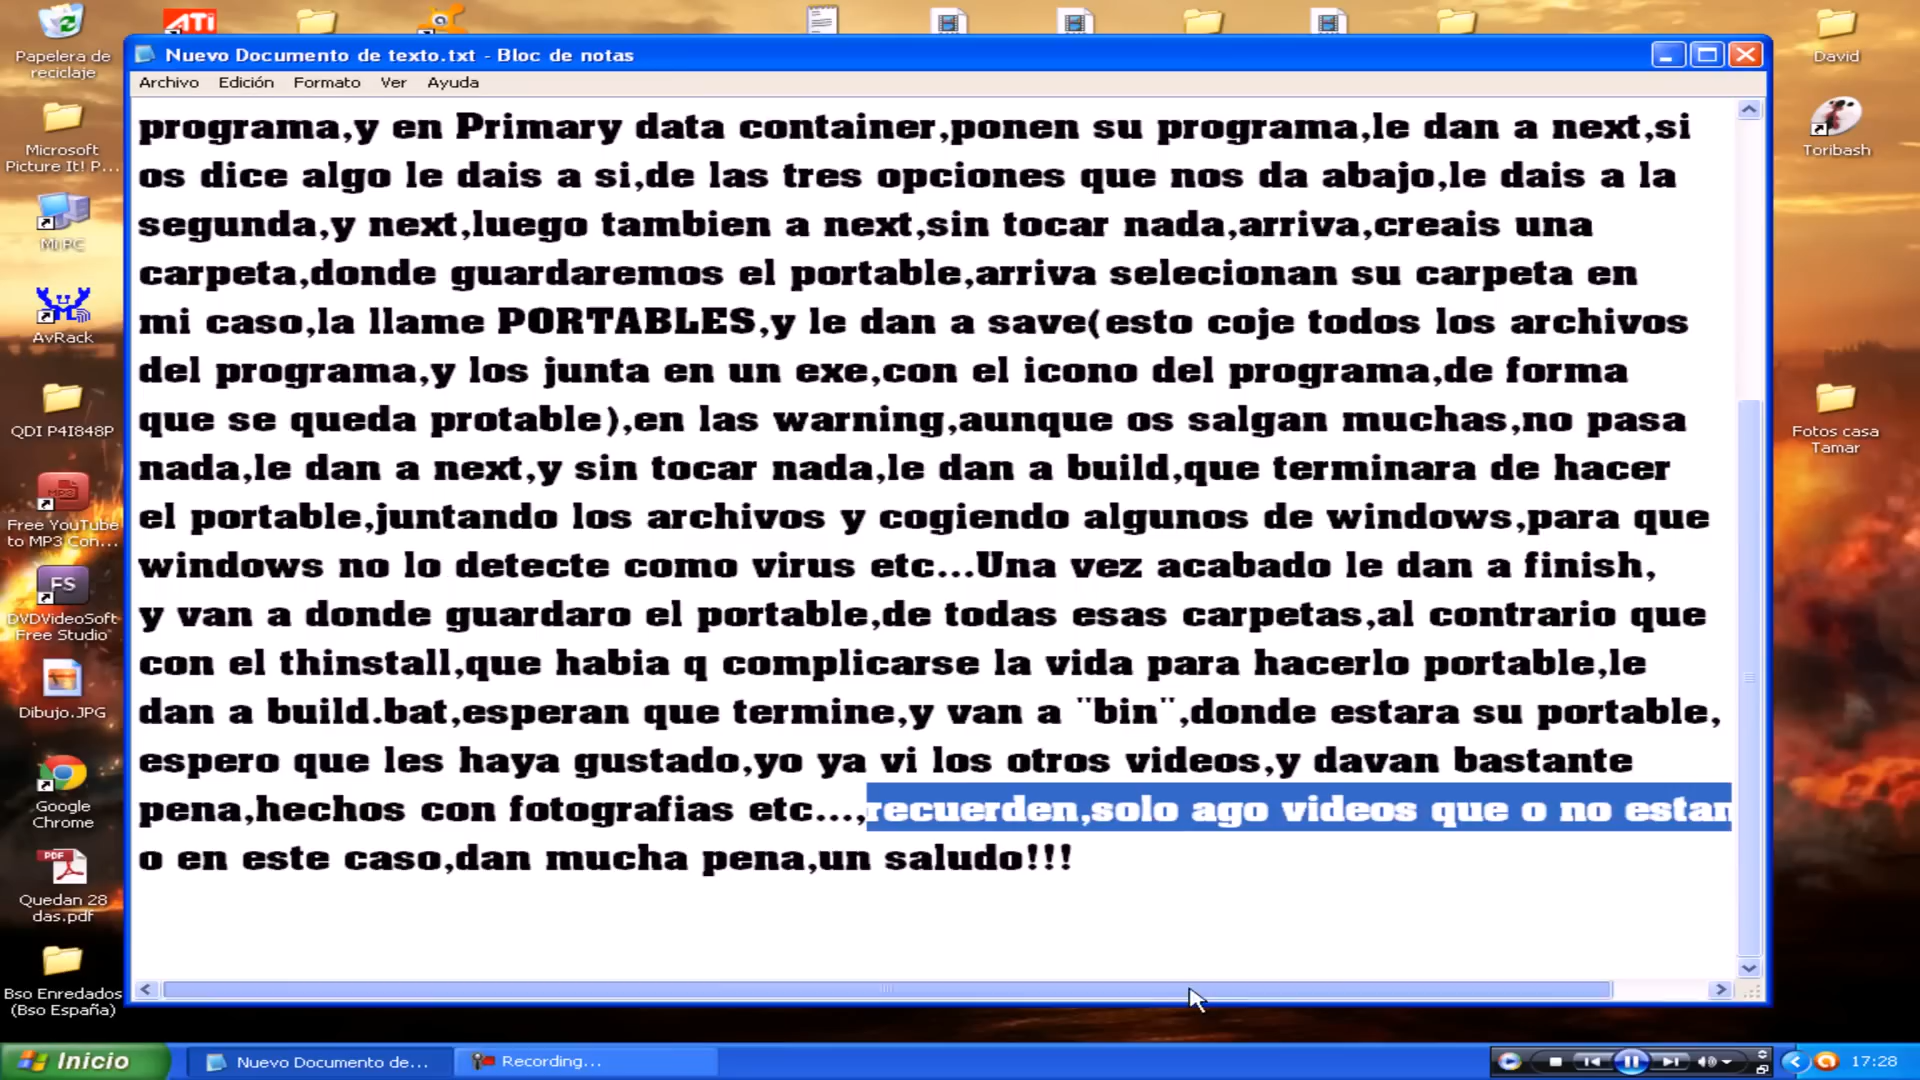 Papelera de
reciclaje
ATI
David
Nuevo Documento de texto.txt - Bloc de notas
Archivo Edición Formato Ver Ayuda
programa,y en Primary data container,ponen su programa,le dan a next,si
os dice algo le dais a si,de las tres opciones que nos da abajo,le dais a la
segunda,y next,luego tambien a next,sin tocar nada,arriva,creais una
carpeta,donde guardaremos el portable,arriva selecionan su carpeta en
mi caso,la llame PORTABLES,y le dan a save(esto coje todos los archivos
del programa,y los junta en un exe,con el icono del programa,de forma
que se queda protable),en las warning,aunque os salgan muchas,no pasa
nada,le dan a next,y sin tocar nada,le dan a build,que terminara de hacer
el portable,juntando los archivos y cogiendo algunos de windows,para que
windows no lo detecte como virus etc...Una vez acabado le dan a finish,
y van a donde guardaro el portable,de todas esas carpetas,al contrario que
con el thinstall,que habia q complicarse la vida para hacerlo portable,le
dan a build.bat,esperan que termine,y van a ¨bin¨,donde estara su portable,
espero que les haya gustado,yo ya vi los otros videos,y davan bastante
pena,hechos con fotografias etc...,recuerden,solo ago videos que o no estan
o en este caso,dan mucha pena,un saludo!!!
Microsoft
Picture It! P...
Mi PC
AvRack
QDI P4I848P
MP3
Free YouTube
to MP3 Con...
FS
DVDVideoSoft
Free Studio
Dibujo.JPG
Google
Chrome
PDF
Quedan 28
das.pdf
Bso Enredados
(Bso España)
Toribash
Fotos casa
Tamar
Inicio
Nuevo Documento de...
Recording...
17:28